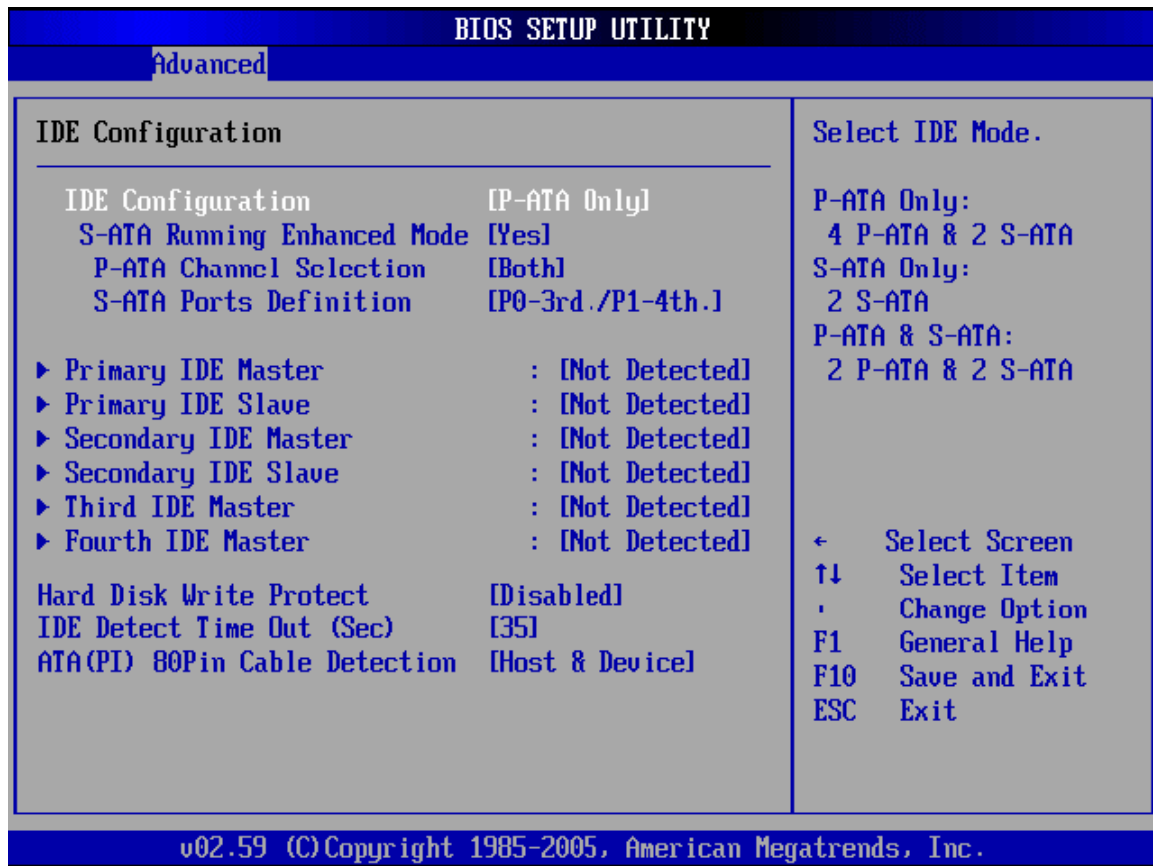 BIOS SETUP UTILITY
Advanced
IDE Configuration
IDE Configuration [P-ATA Only]
S-ATA Running Enhanced Mode [Yes]
P-ATA Channel Selection [Both]
S-ATA Ports Definition [P0-3rd./P1-4th.]
▶ Primary IDE Master : [Not Detected]
▶ Primary IDE Slave : [Not Detected]
▶ Secondary IDE Master : [Not Detected]
▶ Secondary IDE Slave : [Not Detected]
▶ Third IDE Master : [Not Detected]
▶ Fourth IDE Master : [Not Detected]
Hard Disk Write Protect [Disabled]
IDE Detect Time Out (Sec) [35]
ATA(PI) 80Pin Cable Detection [Host & Device]
Select IDE Mode.
P-ATA Only:
4 P-ATA & 2 S-ATA
S-ATA Only:
2 S-ATA
P-ATA & S-ATA:
2 P-ATA & 2 S-ATA
← Select Screen
↑↓ Select Item
Change Option
F1 General Help
F10 Save and Exit
ESC Exit
v02.59 (C)Copyright 1985-2005, American Megatrends, Inc.